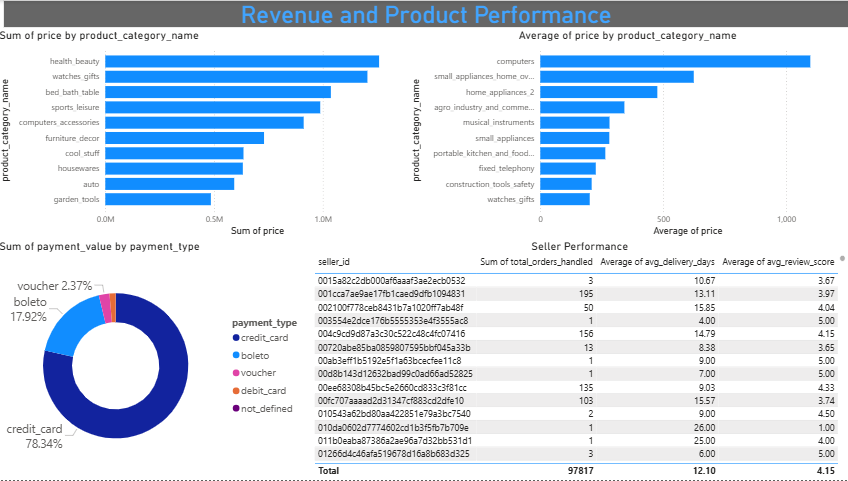 Revenue and Product Performance
Sum of price by product_category_name
product_category_name
health_beauty
watches_gifts
bed_bath_table
sports_leisure
computers_accessories
furniture_decor
cool_stuff
housewares
auto
garden_tools
0.0M 0.5M 1.0M
Sum of price
Average of price by product_category_name
product_category_name
computers
small_appliances_home_ov...
home_appliances_2
agro_industry_and_comme...
musical_instruments
small_appliances
portable_kitchen_and_food...
fixed_telephony
construction_tools_safety
watches_gifts
0 500 1,000
Average of price
Sum of payment_value by payment_type
voucher 2.37%
boleto
17.92%
credit_card
78.34%
payment_type
credit_card
boleto
voucher
debit_card
not_defined
Seller Performance
seller_id Sum of total_orders_handled Average of avg_delivery_days Average of avg_review_score
0015a82c2db000af6aaaf3ae2ecb0532 3 10.67 3.67
001cca7ae9ae17fb1caed9dfb1094831 195 13.11 3.97
002100f778ceb8431b7a1020ff7ab48f 50 15.85 4.04
003554e2dce176b5555353e4f3555ac8 1 4.00 5.00
004c9cd9d87a3c30c522c48c4fc07416 156 14.79 4.15
00720abe85ba0859807595bbf045a33b 13 8.38 3.65
00ab3eff1b5192e5f1a63bcecfee11c8 1 9.00 5.00
00d8b143d12632bad99c0ad66ad52825 1 7.00 5.00
00ee68308b45bc5e2660cd833c3f81cc 135 9.03 4.33
00fc707aaaad2d31347cf883cd2dfe10 103 15.57 3.74
010543a62bd80aa422851e79a3bc7540 2 9.00 4.50
010da0602d7774602cd1b3f5fb7b709e 1 26.00 1.00
011b0eaba87386a2ae96a7d32bb531d1 1 25.00 4.00
01266d4c46afa519678d16a8b683d325 3 6.00 5.00
Total 97817 12.10 4.15